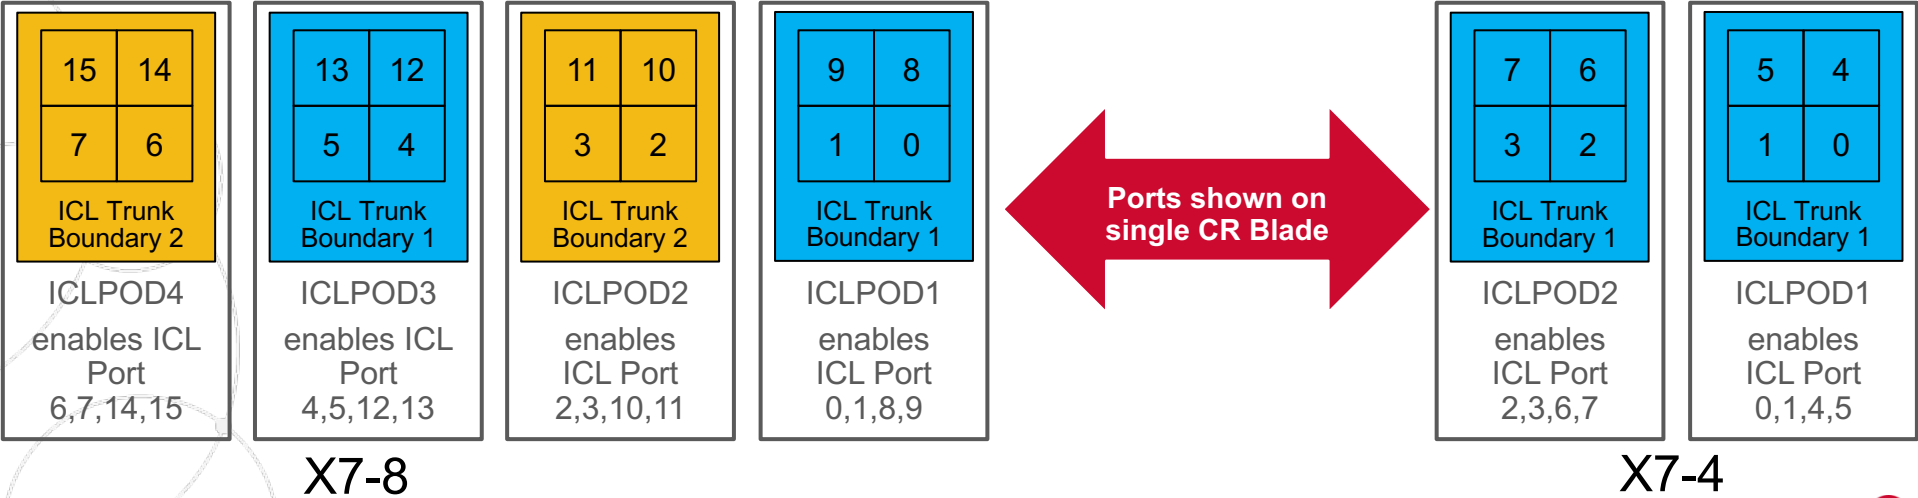 15 14
7 6
ICL Trunk
Boundary 2
ICLPOD4
enables ICL
Port
6,7,14,15
13 12
5 4
ICL Trunk
Boundary 1
ICLPOD3
enables ICL
Port
4,5,12,13
11 10
3 2
ICL Trunk
Boundary 2
ICLPOD2
enables
ICL Port
2,3,10,11
9 8
1 0
ICL Trunk
Boundary 1
ICLPOD1
enables
ICL Port
0,1,8,9
X7-8
Ports shown on
single CR Blade
7 6
3 2
ICL Trunk
Boundary 1
ICLPOD2
enables
ICL Port
2,3,6,7
5 4
1 0
ICL Trunk
Boundary 1
ICLPOD1
enables
ICL Port
0,1,4,5
X7-4